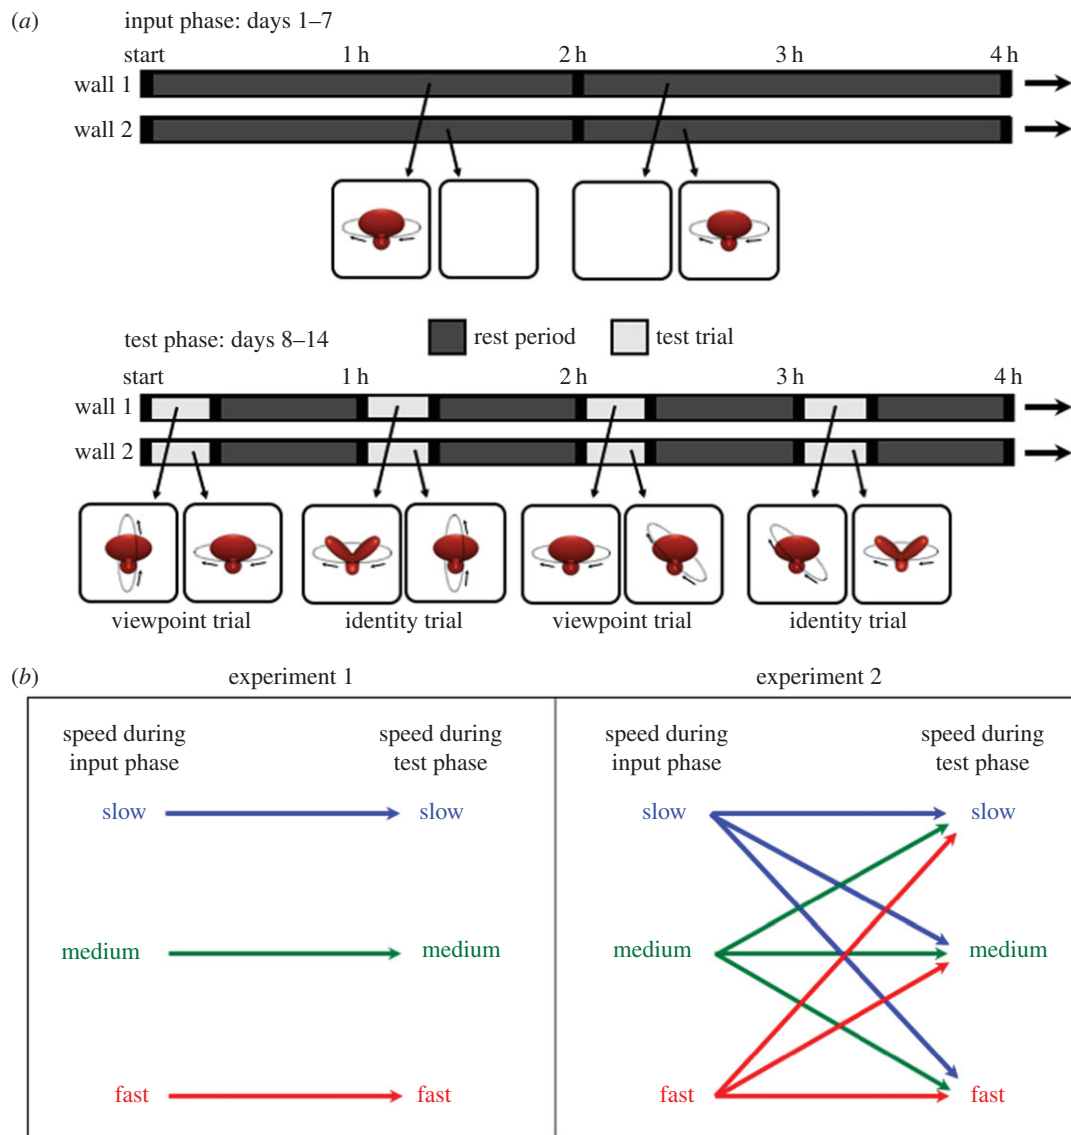 (a) input phase: days 1–7
start 1 h 2 h 3 h 4 h
wall 1
wall 2
rest period test trial
test phase: days 8–14
start 1 h 2 h 3 h 4 h
wall 1
wall 2
viewpoint trial identity trial viewpoint trial identity trial
(b) experiment 1 experiment 2
speed during speed during speed during speed during
input phase test phase input phase test phase
slow slow slow slow
medium medium medium medium
fast fast fast fast